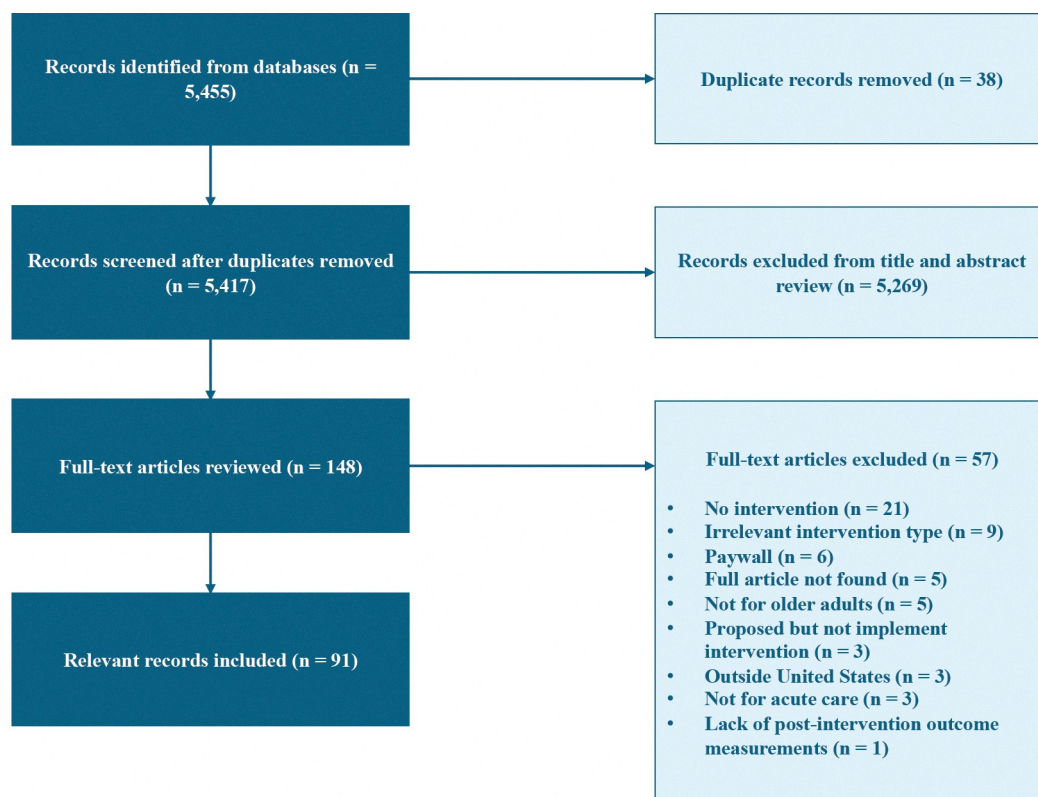 Records identified from databases (n =
5,455)
Duplicate records removed (n = 38)
Records screened after duplicates removed
(n = 5,417)
Records excluded from title and abstract
review (n = 5,269)
Full-text articles reviewed (n = 148)
Full-text articles excluded (n = 57)
• No intervention (n = 21)
• Irrelevant intervention type (n = 9)
• Paywall (n = 6)
• Full article not found (n = 5)
• Not for older adults (n = 5)
• Proposed but not implement
intervention (n = 3)
• Outside United States (n = 3)
• Not for acute care (n = 3)
• Lack of post-intervention outcome
measurements (n = 1)
Relevant records included (n = 91)